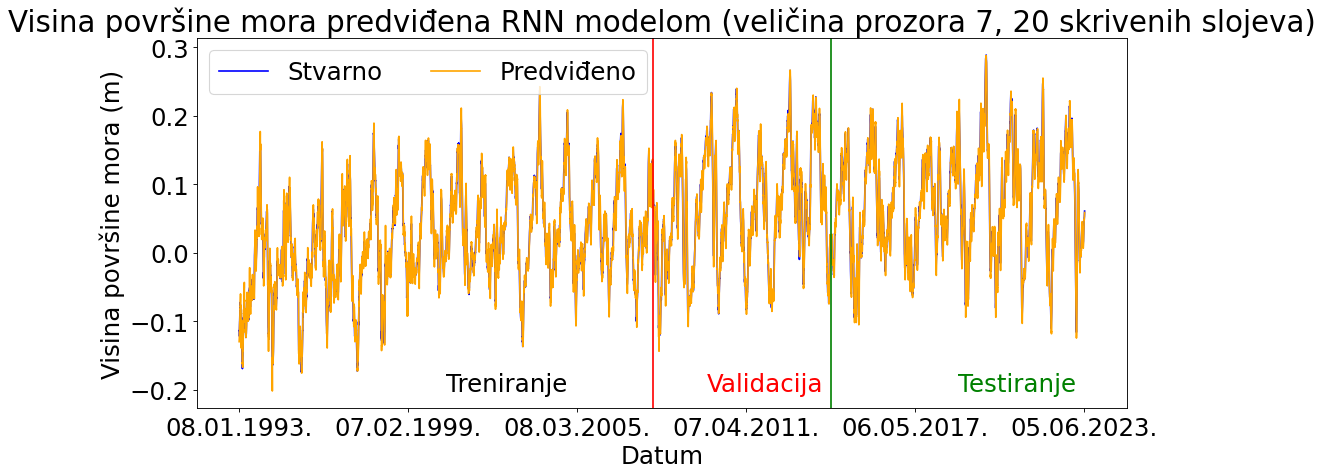 Visina površine mora predviđena RNN modelom (veličina prozora 7, 20 skrivenih slojeva)
Stvarno Predviđeno
Visina površine mora (m)
0.3
0.2
0.1
0.0
−0.1
−0.2
Treniranje Validacija Testiranje
08.01.1993. 07.02.1999. 08.03.2005. 07.04.2011. 06.05.2017. 05.06.2023.
Datum